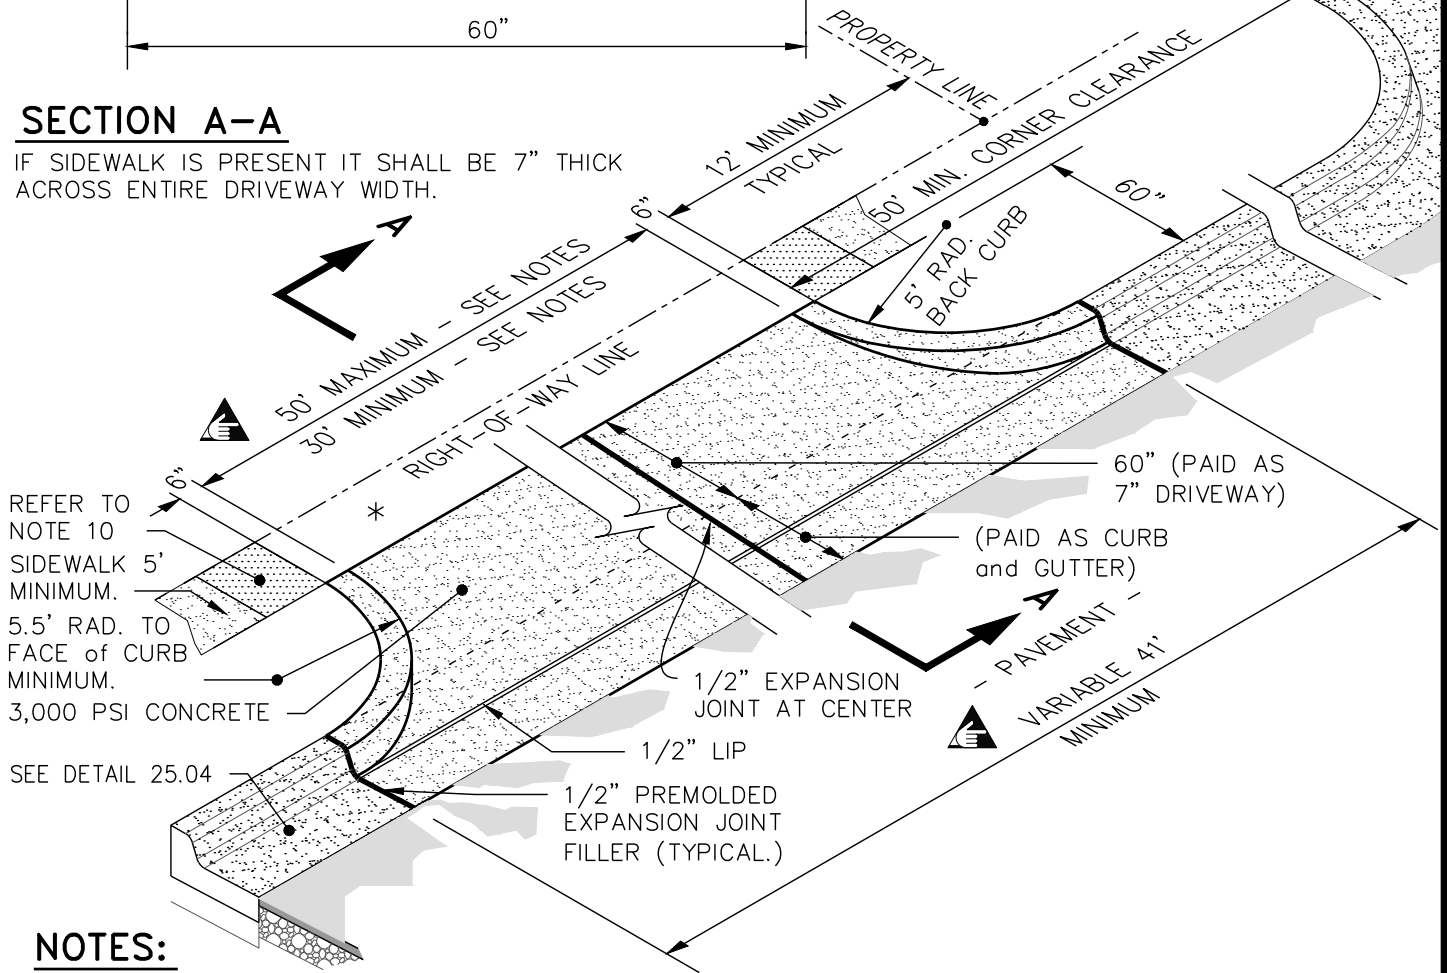 60"
PROPERTY LINE
SECTION A-A
IF SIDEWALK IS PRESENT IT SHALL BE 7" THICK
ACROSS ENTIRE DRIVEWAY WIDTH.
12' MINIMUM
TYPICAL
50' MIN. CORNER CLEARANCE
6"
60"
A
5' RAD.
BACK CURB
50' MAXIMUM - SEE NOTES
30' MINIMUM - SEE NOTES
RIGHT-OF-WAY LINE
6"
*
60" (PAID AS
7" DRIVEWAY)
(PAID AS CURB
and GUTTER)
REFER TO
NOTE 10
SIDEWALK 5'
MINIMUM.
5.5' RAD. TO
FACE of CURB
MINIMUM.
3,000 PSI CONCRETE
SEE DETAIL 25.04
A
PAVEMENT
VARIABLE 41'
MINIMUM
1/2" EXPANSION
JOINT AT CENTER
1/2" LIP
1/2" PREMOLDED
EXPANSION JOINT
FILLER (TYPICAL.)
NOTES: